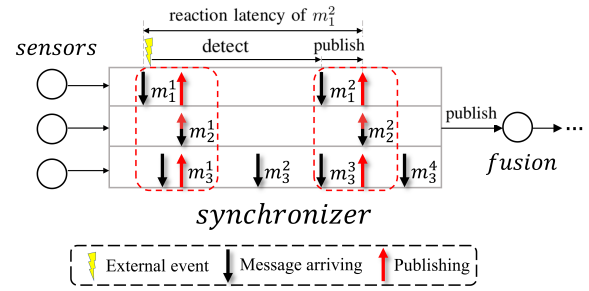 reaction latency of m₁²
sensors
detect
publish
m₁¹
m₁²
m₂¹
m₂²
publish
m₃¹
m₃²
m₃³
m₃⁴
fusion
...
synchronizer
External event
Message arriving
Publishing